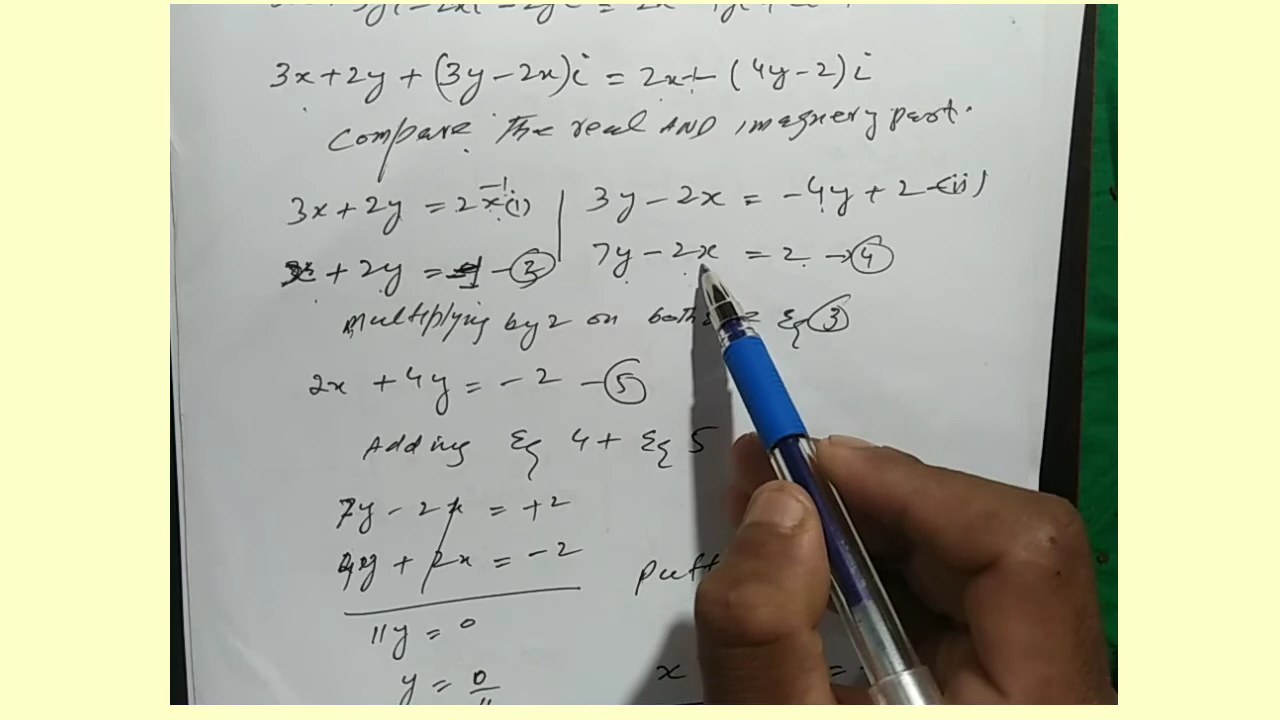 3x + 2y + (3y - 2x)i = 2x - (4y - 2) i
Compare The real AND imagnery part.
3x + 2y = 2x - 1 (i)
3y - 2x = -4y + 2 - (ii)
x + 2y = -1 - 3
7y - 2x = 2 → 4
Multiplying by 2 on both Eq 3
2x + 4y = - 2 - 5
Adding Eq 4 + Eq 5
7y - 2x = +2
4y + 2x = -2
11y = 0
y = 0/11
x =